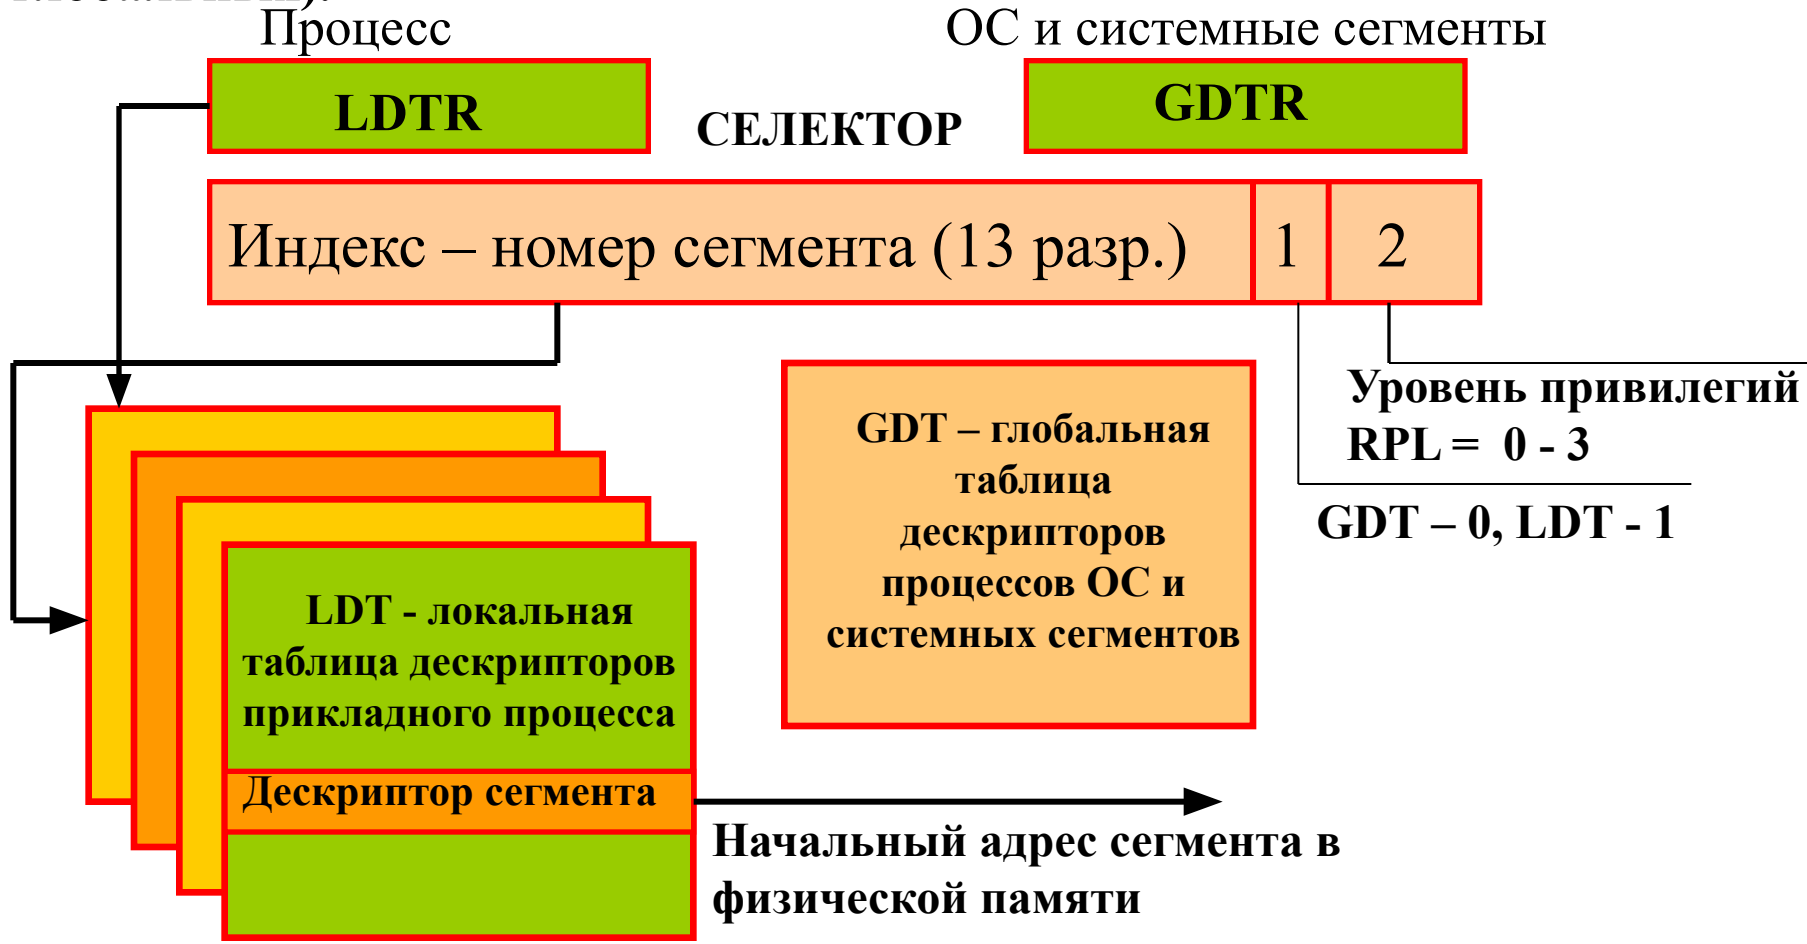 Процесс
ОС и системные сегменты
LDTR
GDTR
СЕЛЕКТОР
Индекс – номер сегмента (13 разр.)
1
2
Уровень привилегий
RPL = 0 - 3
GDT – 0, LDT - 1
GDT – глобальная
таблица
дескрипторов
процессов ОС и
системных сегментов
LDT - локальная
таблица дескрипторов
прикладного процесса
Дескриптор сегмента
Начальный адрес сегмента в
физической памяти